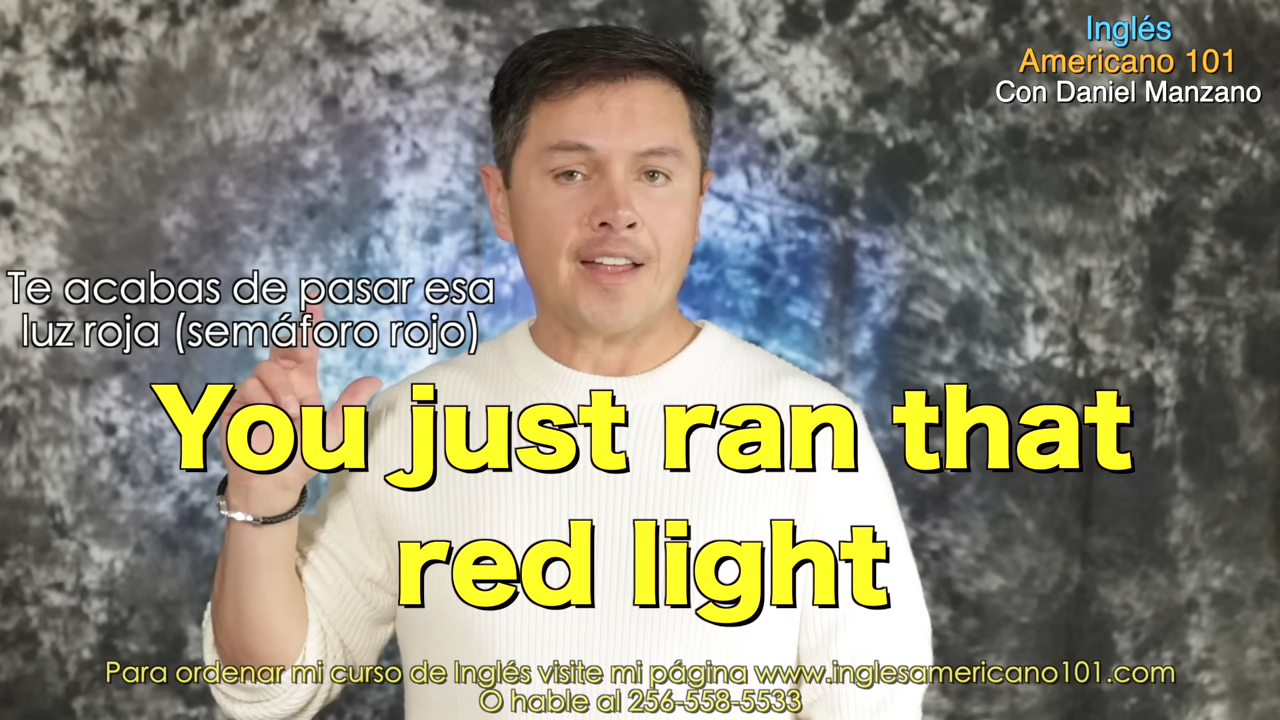 Inglés
Americano 101
Con Daniel Manzano
Te acabas de pasar esa
luz roja (semáforo rojo)
You just ran that
red light
Para ordenar mi curso de Inglés visite mi página www.inglesamericano101.com
O hable al 256-558-5533